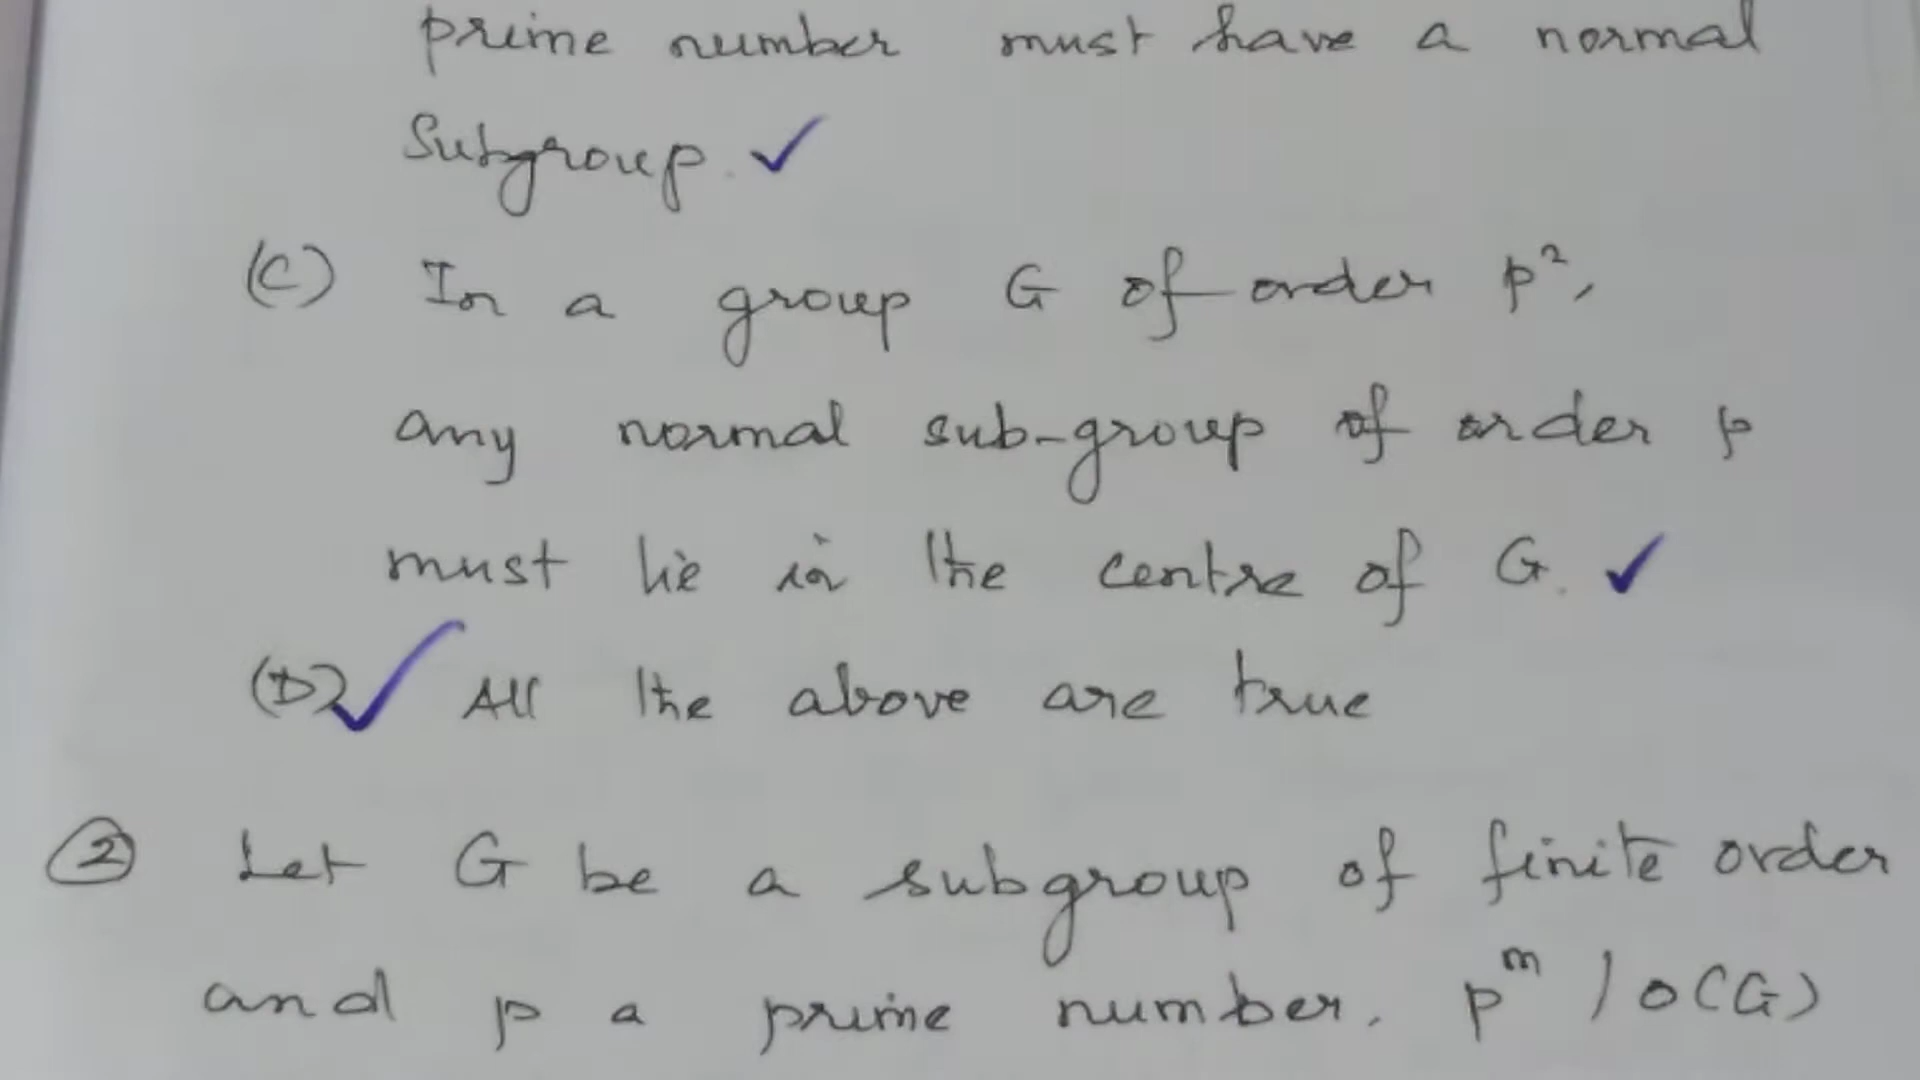 prime number must have a normal
Subgroup. ✓
(C) In a group G of order p²,
any normal sub-group of order p
must lie in the centre of G. ✓
(D) ✓ All the above are true
② Let G be a subgroup of finite order
and p a prime number. pᵐ / o(G)